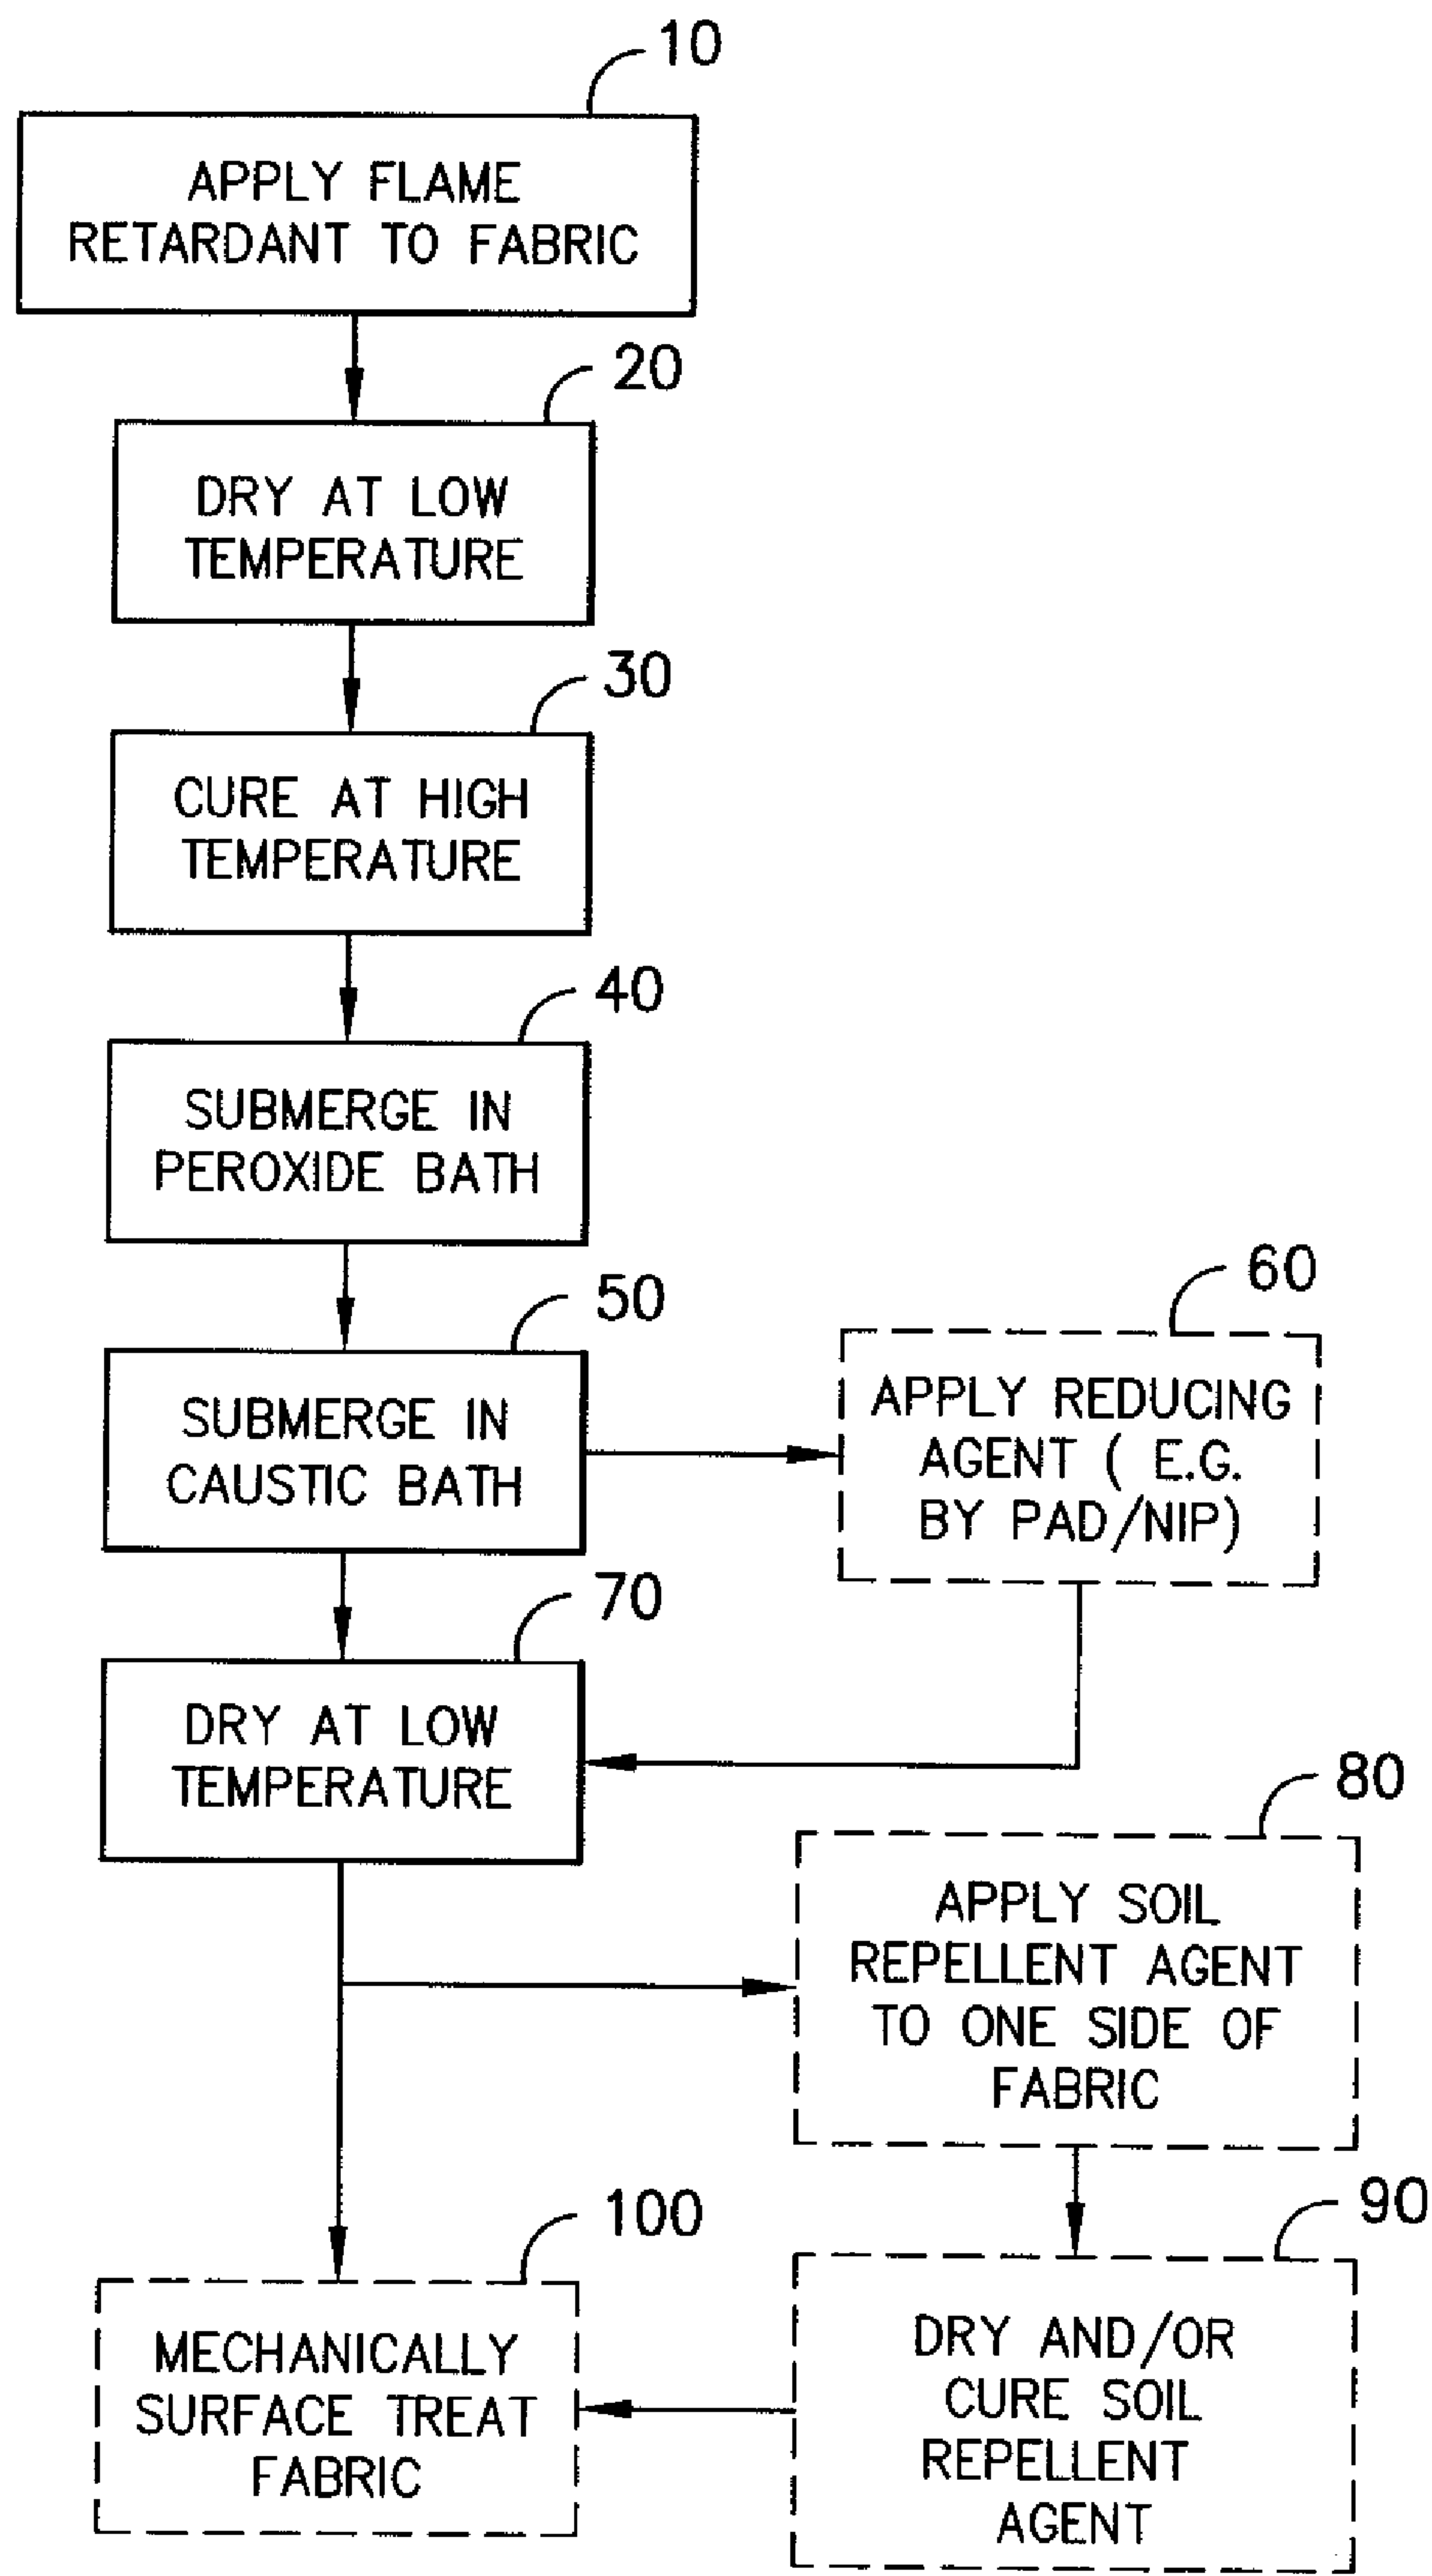 10
APPLY FLAME
RETARDANT TO FABRIC
20
DRY AT LOW
TEMPERATURE
30
CURE AT HIGH
TEMPERATURE
40
SUBMERGE IN
PEROXIDE BATH
50
SUBMERGE IN
CAUSTIC BATH
60
APPLY REDUCING
AGENT ( E.G.
BY PAD/NIP)
70
DRY AT LOW
TEMPERATURE
80
APPLY SOIL
REPELLENT AGENT
TO ONE SIDE OF
FABRIC
90
DRY AND/OR
CURE SOIL
REPELLENT
AGENT
100
MECHANICALLY
SURFACE TREAT
FABRIC